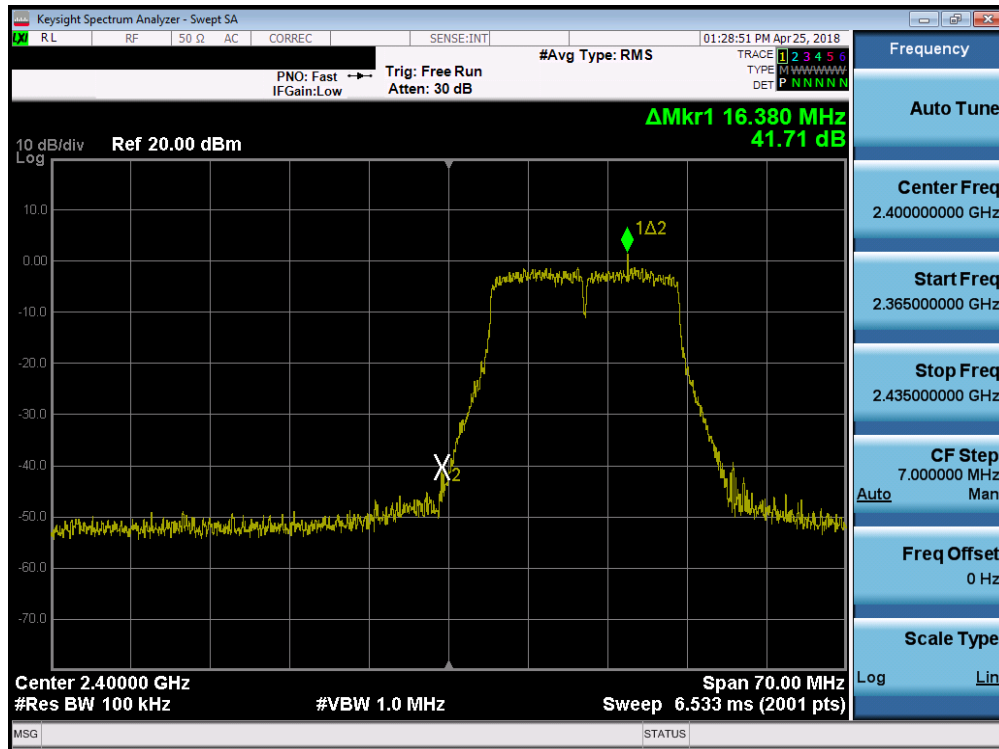 Keysight Spectrum Analyzer - Swept SA
LXI RL RF 50 Ω AC CORREC SENSE:INT 01:28:51 PM Apr 25, 2018
#Avg Type: RMS
TRACE 1 2 3 4 5 6
TYPE M WWWWW
DET P N N N N N
PNO: Fast
IFGain:Low
Trig: Free Run
Atten: 30 dB
ΔMkr1 16.380 MHz
41.71 dB
10 dB/div Ref 20.00 dBm
Log
10.0
0.00
-10.0
-20.0
-30.0
-40.0
-50.0
-60.0
-70.0
1Δ2
X2
Center 2.40000 GHz Span 70.00 MHz
#Res BW 100 kHz #VBW 1.0 MHz Sweep 6.533 ms (2001 pts)
MSG STATUS
Frequency
Auto Tune
Center Freq
2.400000000 GHz
Start Freq
2.365000000 GHz
Stop Freq
2.435000000 GHz
CF Step
7.000000 MHz
Auto Man
Freq Offset
0 Hz
Scale Type
Log Lin